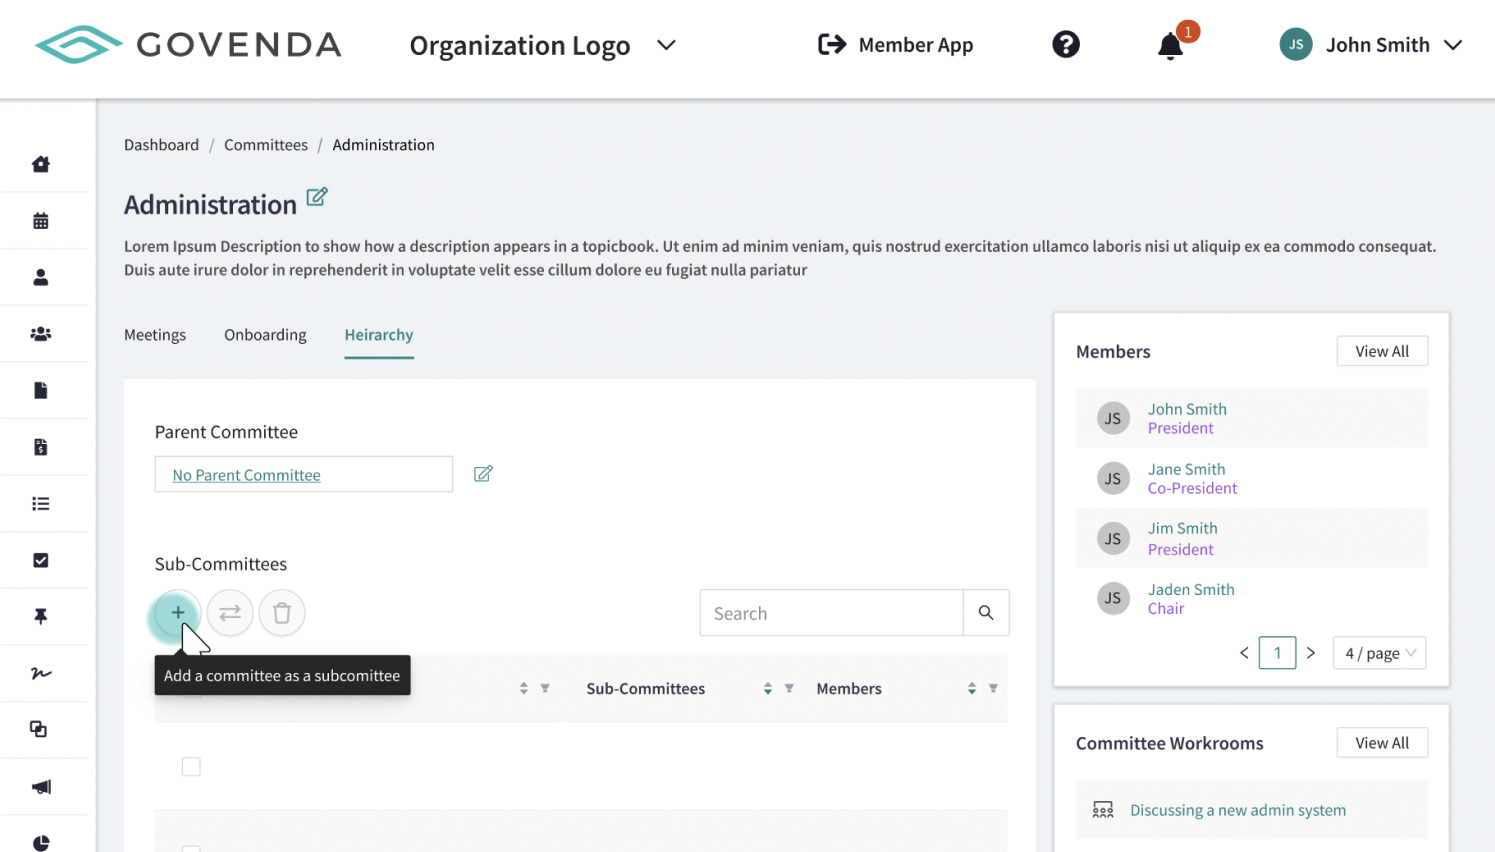 GOVENDA
Organization Logo
Member App
1
JS
John Smith
Dashboard / Committees / Administration
Administration
Lorem Ipsum Description to show how a description appears in a topicbook. Ut enim ad minim veniam, quis nostrud exercitation ullamco laboris nisi ut aliquip ex ea commodo consequat.
Duis aute irure dolor in reprehenderit in voluptate velit esse cillum dolore eu fugiat nulla pariatur
Meetings
Onboarding
Heirarchy
Parent Committee
No Parent Committee
Sub-Committees
Search
Add a committee as a subcomittee
Sub-Committees
Members
Members
View All
JS
John Smith
President
JS
Jane Smith
Co-President
JS
Jim Smith
President
JS
Jaden Smith
Chair
< 1 >
4 / page
Committee Workrooms
View All
Discussing a new admin system